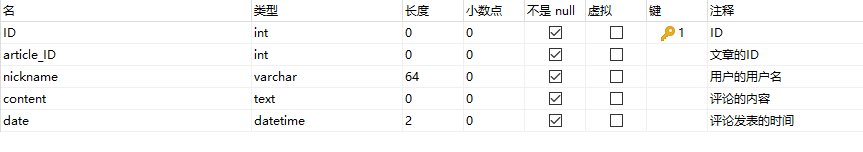 名 类型 长度 小数点 不是 null 虚拟 键 注释
ID int 0 0 1 ID
article_ID int 0 0 文章的ID
nickname varchar 64 0 用户的用户名
content text 0 0 评论的内容
date datetime 2 0 评论发表的时间